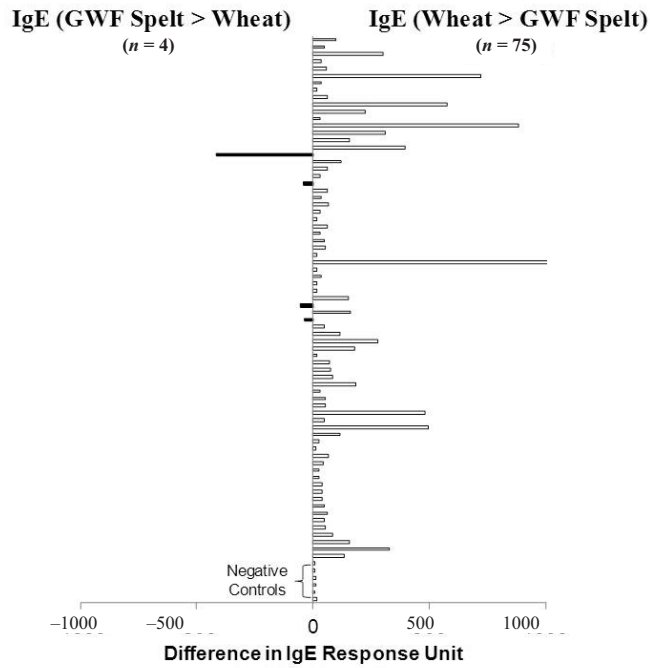 IgE (GWF Spelt > Wheat)
(n = 4)
IgE (Wheat > GWF Spelt)
(n = 75)
Negative
Controls
−1000 −500 0 500 1000
Difference in IgE Response Unit